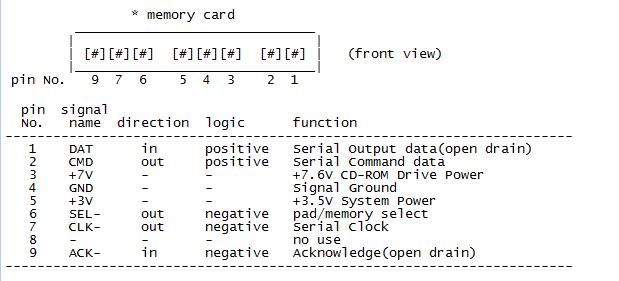 * memory card
[#][#][#] [#][#][#] [#][#] (front view)
pin No. 9 7 6 5 4 3 2 1
pin signal
No. name direction logic function
1 DAT in positive Serial Output data(open drain)
2 CMD out positive Serial Command data
3 +7V - - +7.6V CD-ROM Drive Power
4 GND - - Signal Ground
5 +3V - - +3.5V System Power
6 SEL- out negative pad/memory select
7 CLK- out negative Serial Clock
8 - - - no use
9 ACK- in negative Acknowledge(open drain)